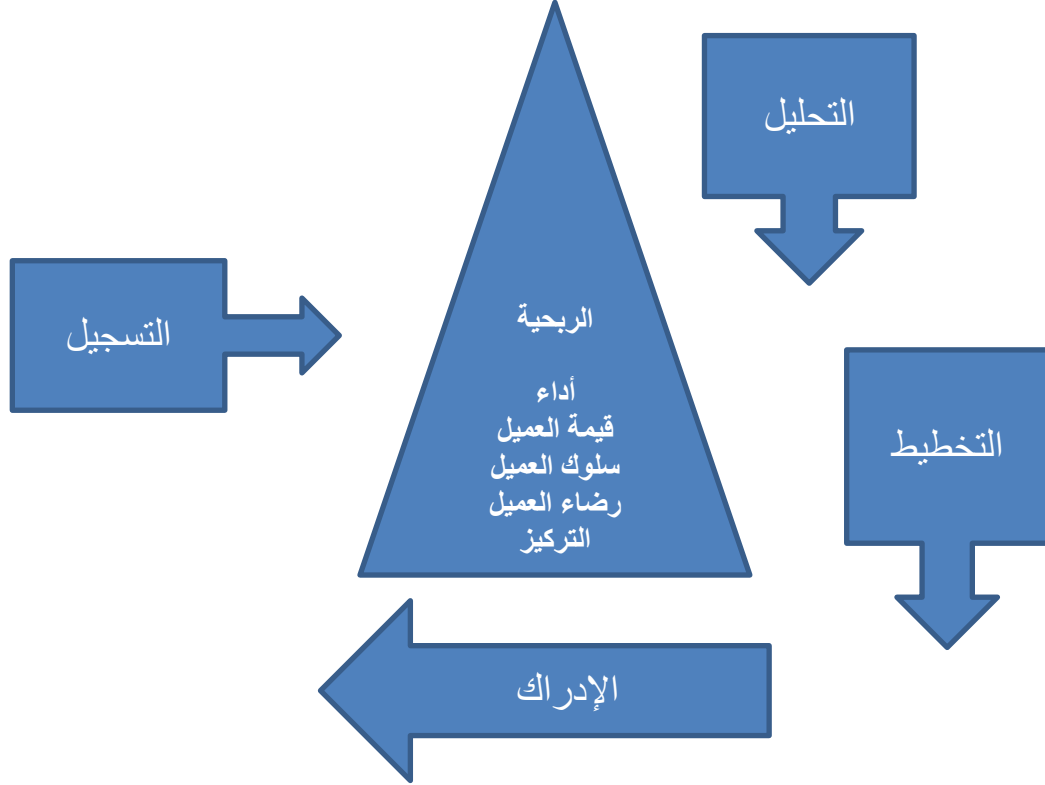 التحليل
التسجيل
الربحية
أداء
قيمة العميل
سلوك العميل
رضاء العميل
التركيز
التخطيط
الإدراك